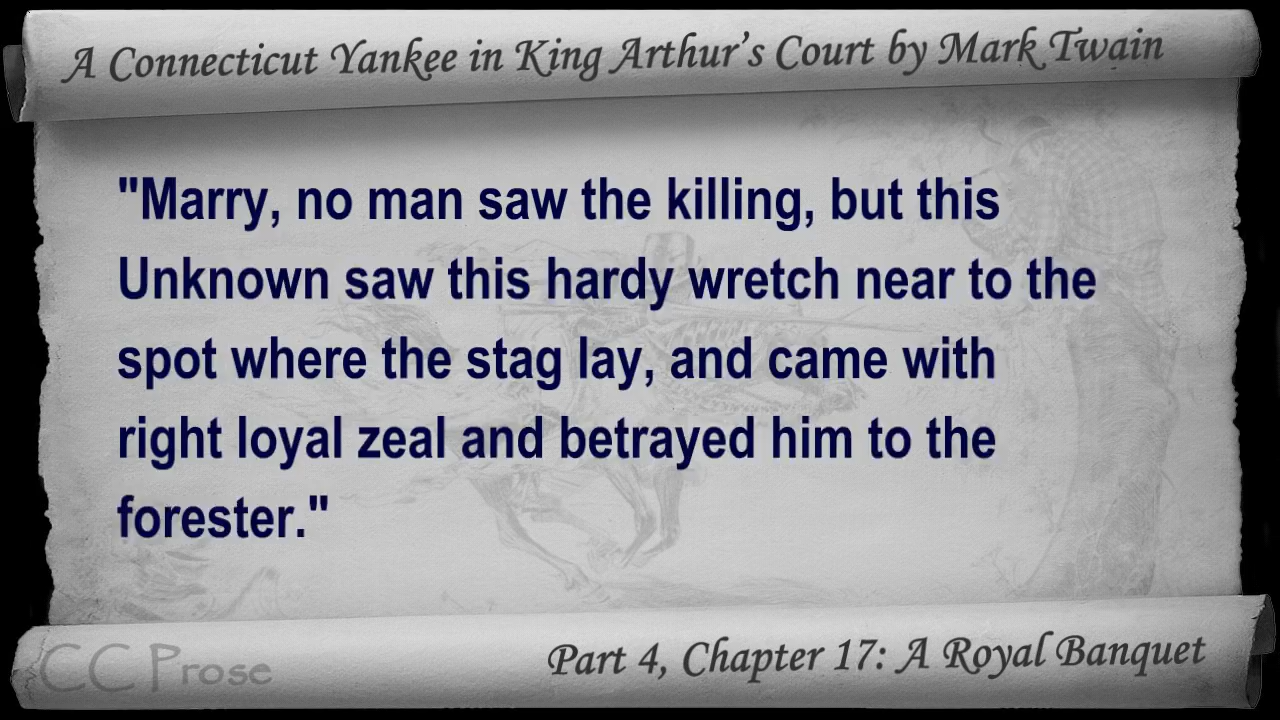 A Connecticut Yankee in King Arthur's Court by Mark Twain
"Marry, no man saw the killing, but this
Unknown saw this hardy wretch near to the
spot where the stag lay, and came with
right loyal zeal and betrayed him to the
forester."
CC Prose
Part 4, Chapter 17: A Royal Banquet